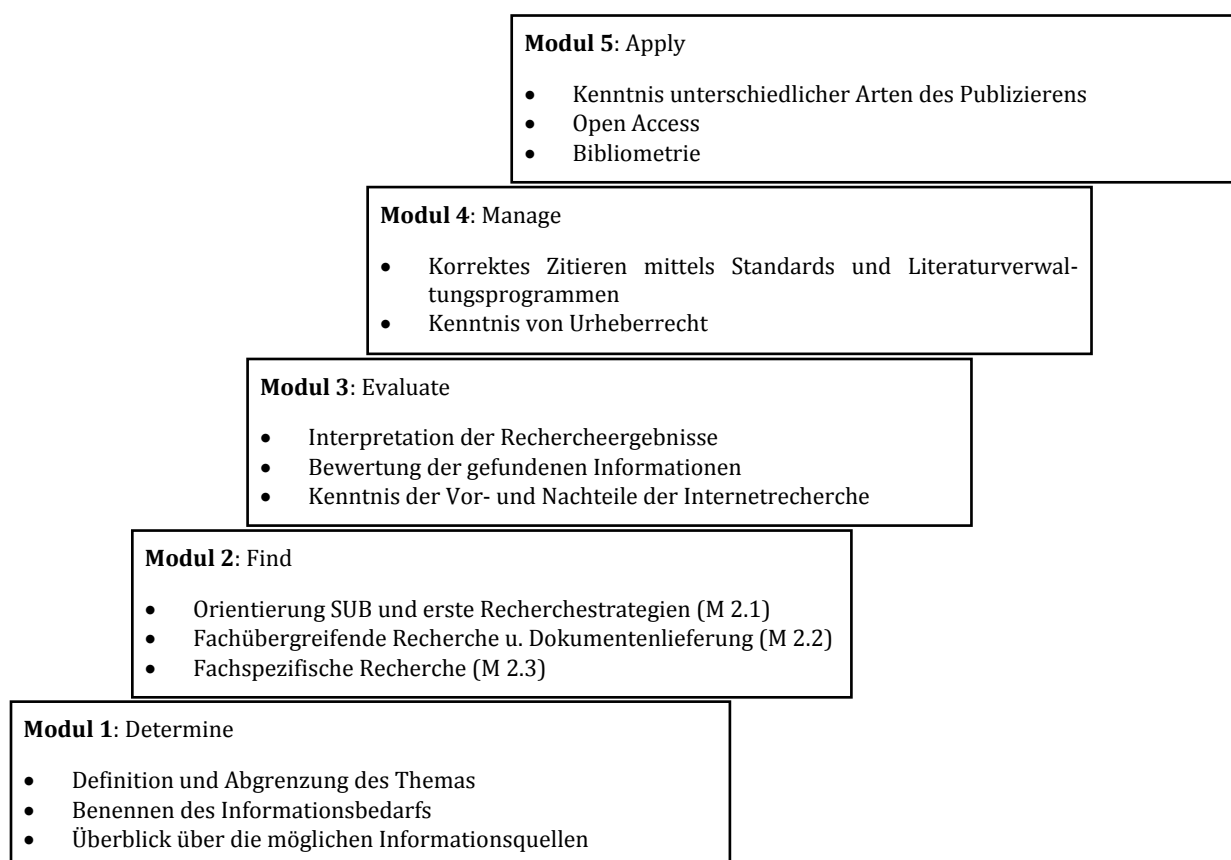 Modul 5: Apply
• Kenntnis unterschiedlicher Arten des Publizierens
• Open Access
• Bibliometrie
Modul 4: Manage
• Korrektes Zitieren mittels Standards und Literaturverwal-
tungsprogrammen
• Kenntnis von Urheberrecht
Modul 3: Evaluate
• Interpretation der Rechercheergebnisse
• Bewertung der gefundenen Informationen
• Kenntnis der Vor- und Nachteile der Internetrecherche
Modul 2: Find
• Orientierung SUB und erste Recherchestrategien (M 2.1)
• Fachübergreifende Recherche u. Dokumentenlieferung (M 2.2)
• Fachspezifische Recherche (M 2.3)
Modul 1: Determine
• Definition und Abgrenzung des Themas
• Benennen des Informationsbedarfs
• Überblick über die möglichen Informationsquellen